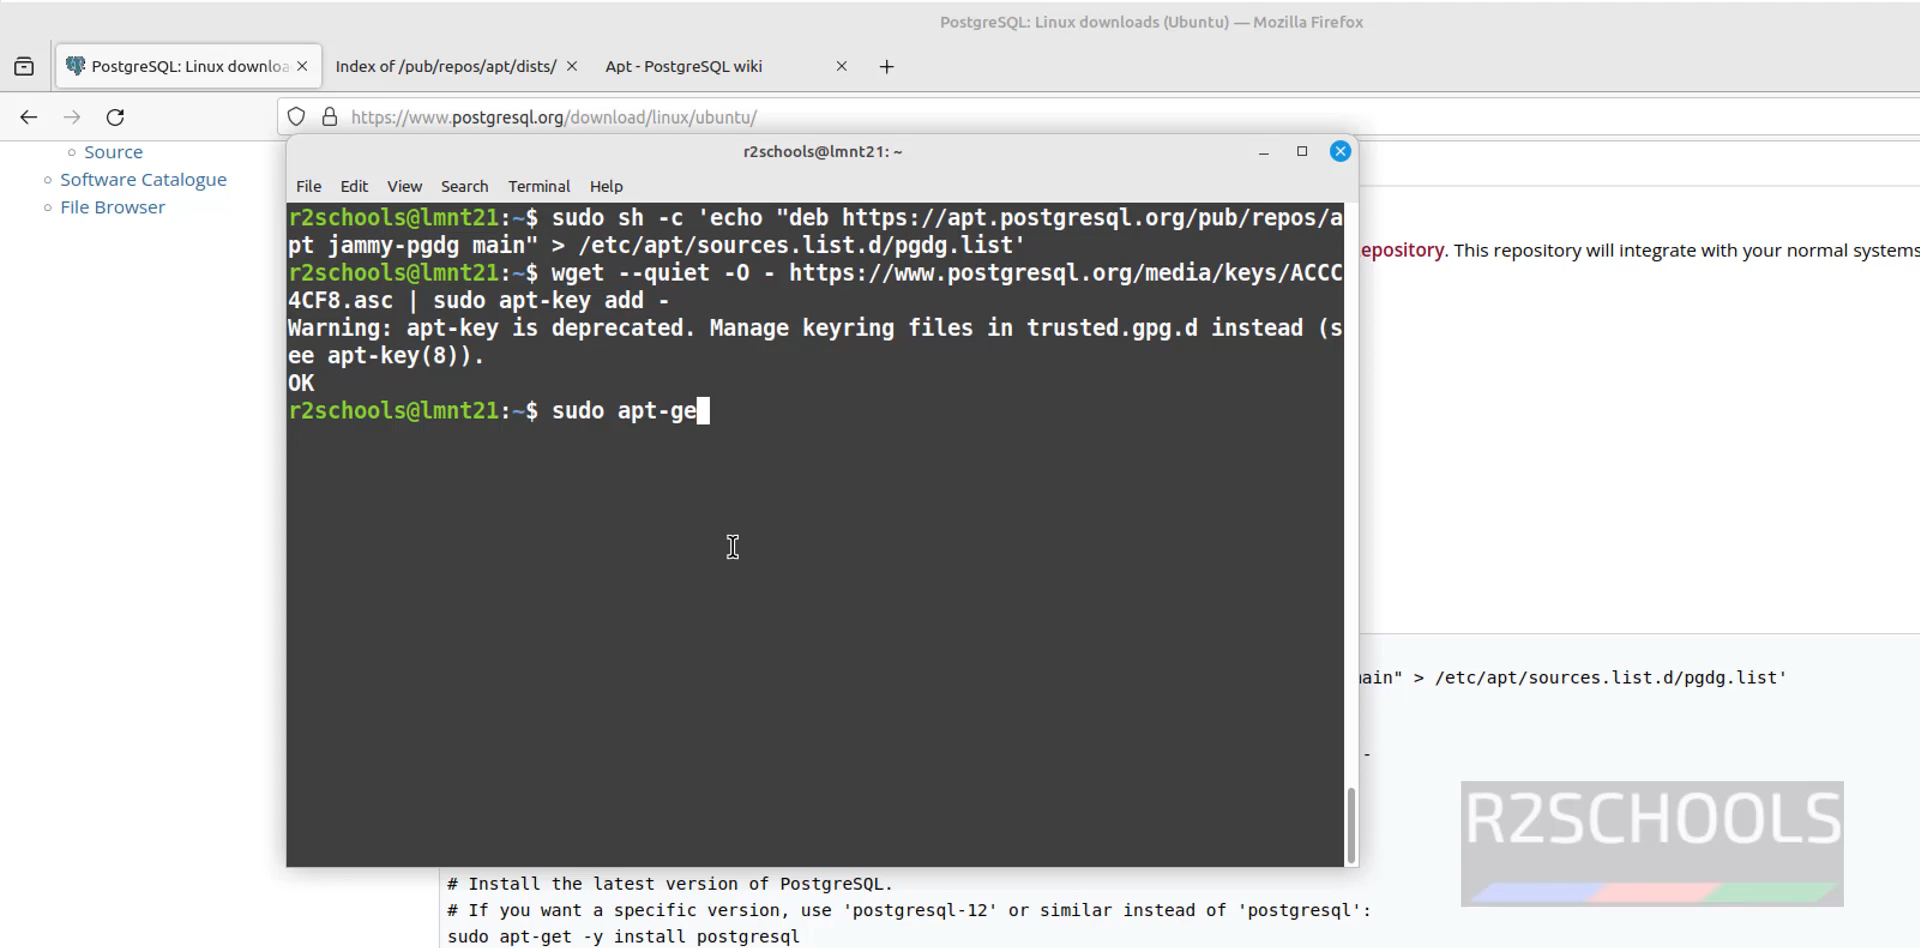 PostgreSQL: Linux downloads (Ubuntu) — Mozilla Firefox
PostgreSQL: Linux downloa
Index of /pub/repos/apt/dists/
Apt - PostgreSQL wiki
https://www.postgresql.org/download/linux/ubuntu/
Source
Software Catalogue
File Browser
r2schools@lmnt21: ~
File Edit View Search Terminal Help
r2schools@lmnt21:~$ sudo sh -c 'echo "deb https://apt.postgresql.org/pub/repos/a
pt jammy-pgdg main" > /etc/apt/sources.list.d/pgdg.list'
r2schools@lmnt21:~$ wget --quiet -O - https://www.postgresql.org/media/keys/ACCC
4CF8.asc | sudo apt-key add -
Warning: apt-key is deprecated. Manage keyring files in trusted.gpg.d instead (s
ee apt-key(8)).
OK
r2schools@lmnt21:~$ sudo apt-ge
epository. This repository will integrate with your normal systems
ain" > /etc/apt/sources.list.d/pgdg.list'
-
R2SCHOOLS
# Install the latest version of PostgreSQL.
# If you want a specific version, use 'postgresql-12' or similar instead of 'postgresql':
sudo apt-get -y install postgresql